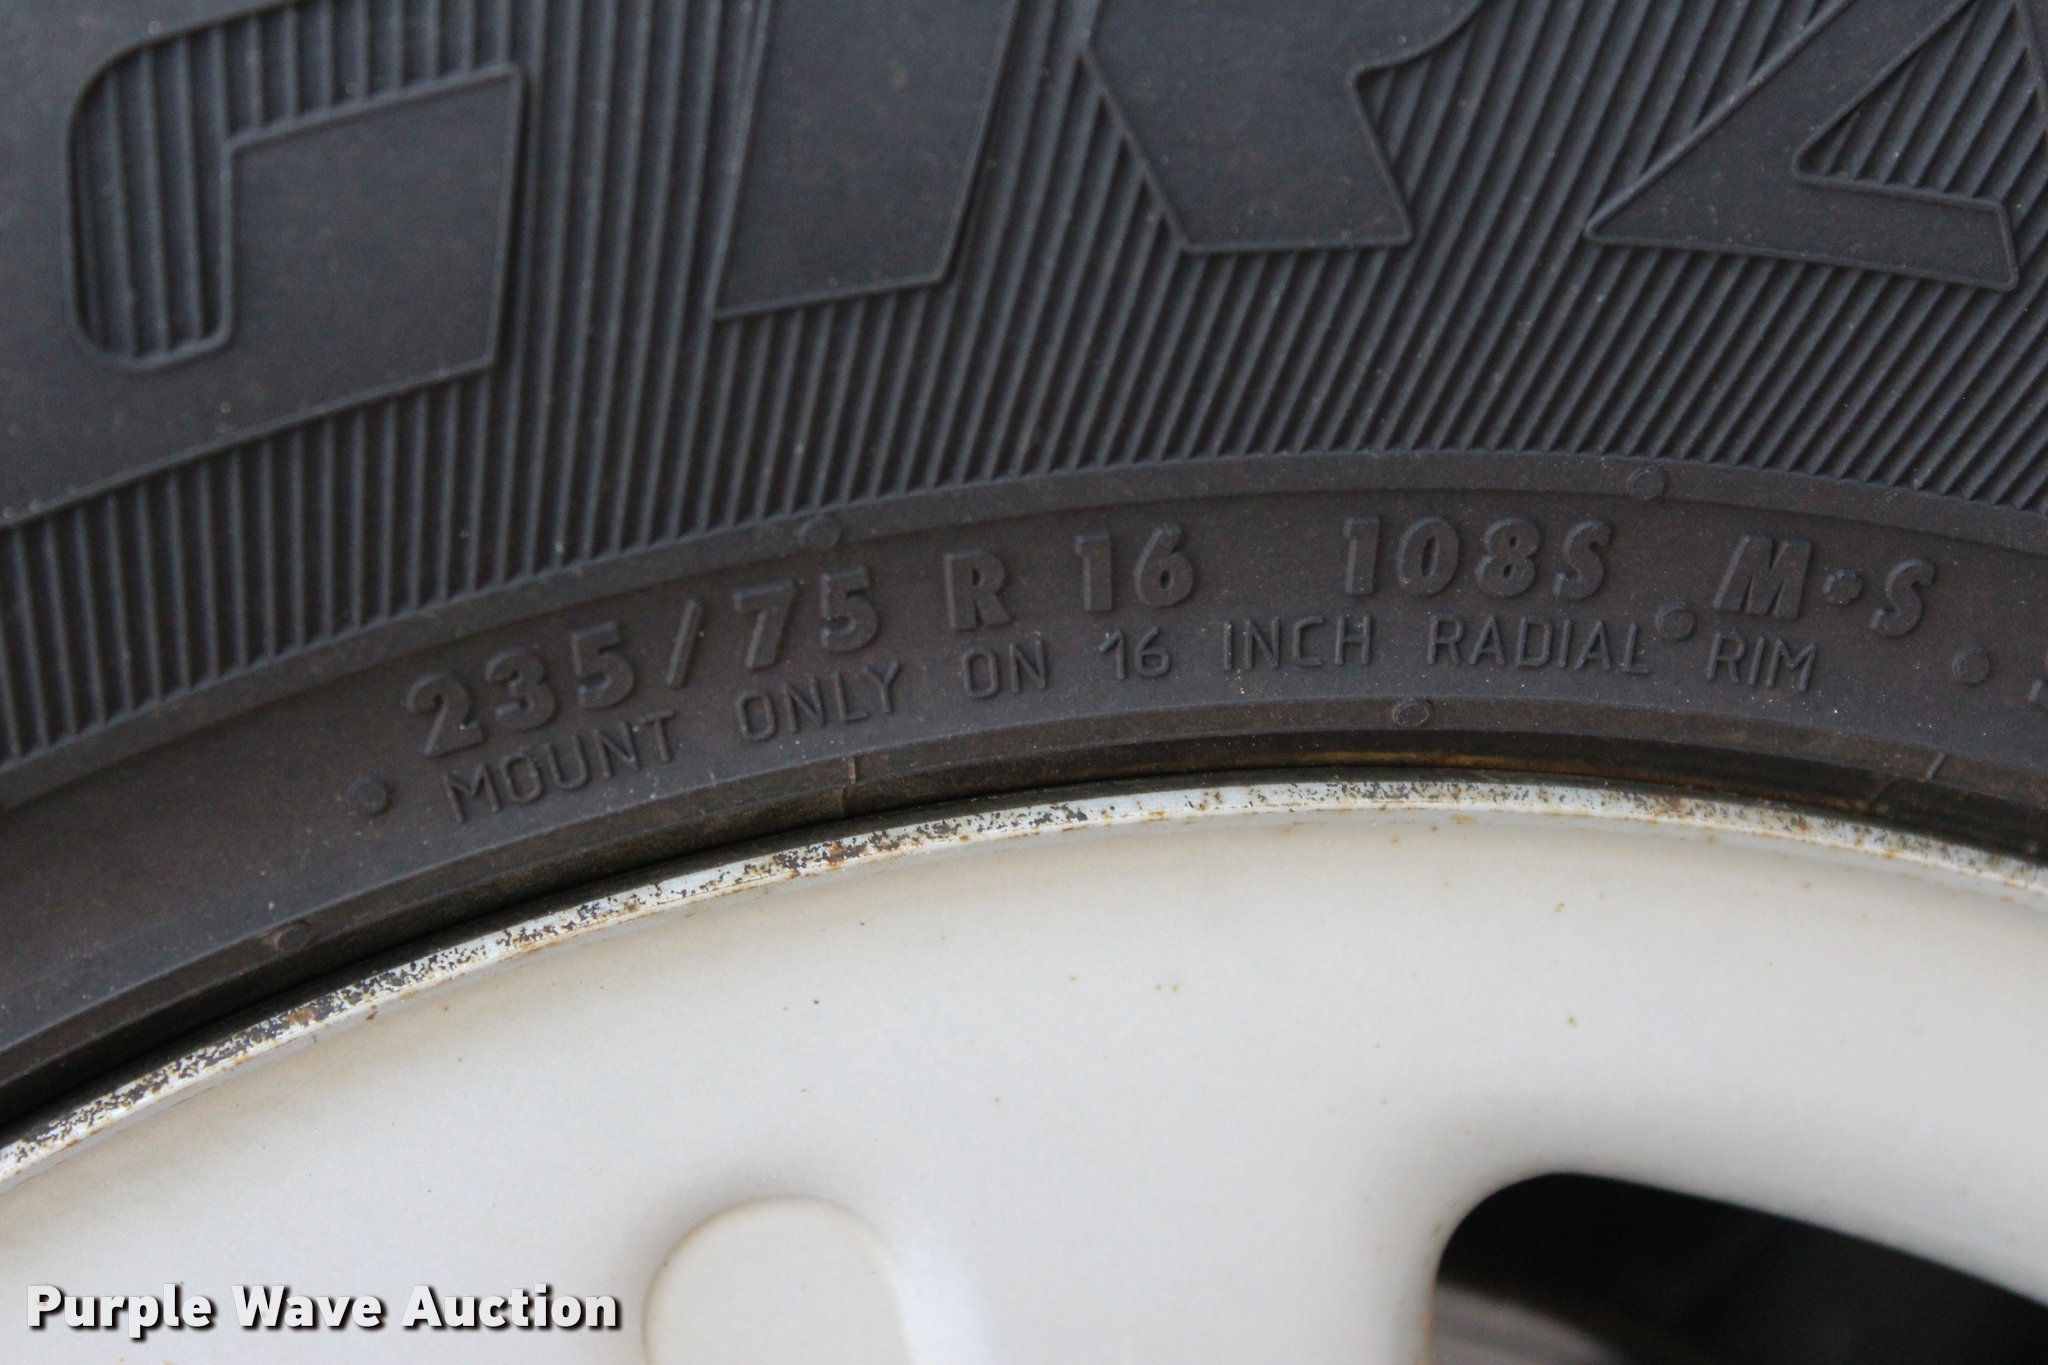 235/75 R 16 108S M•S
MOUNT ONLY ON 16 INCH RADIAL RIM
Purple Wave Auction